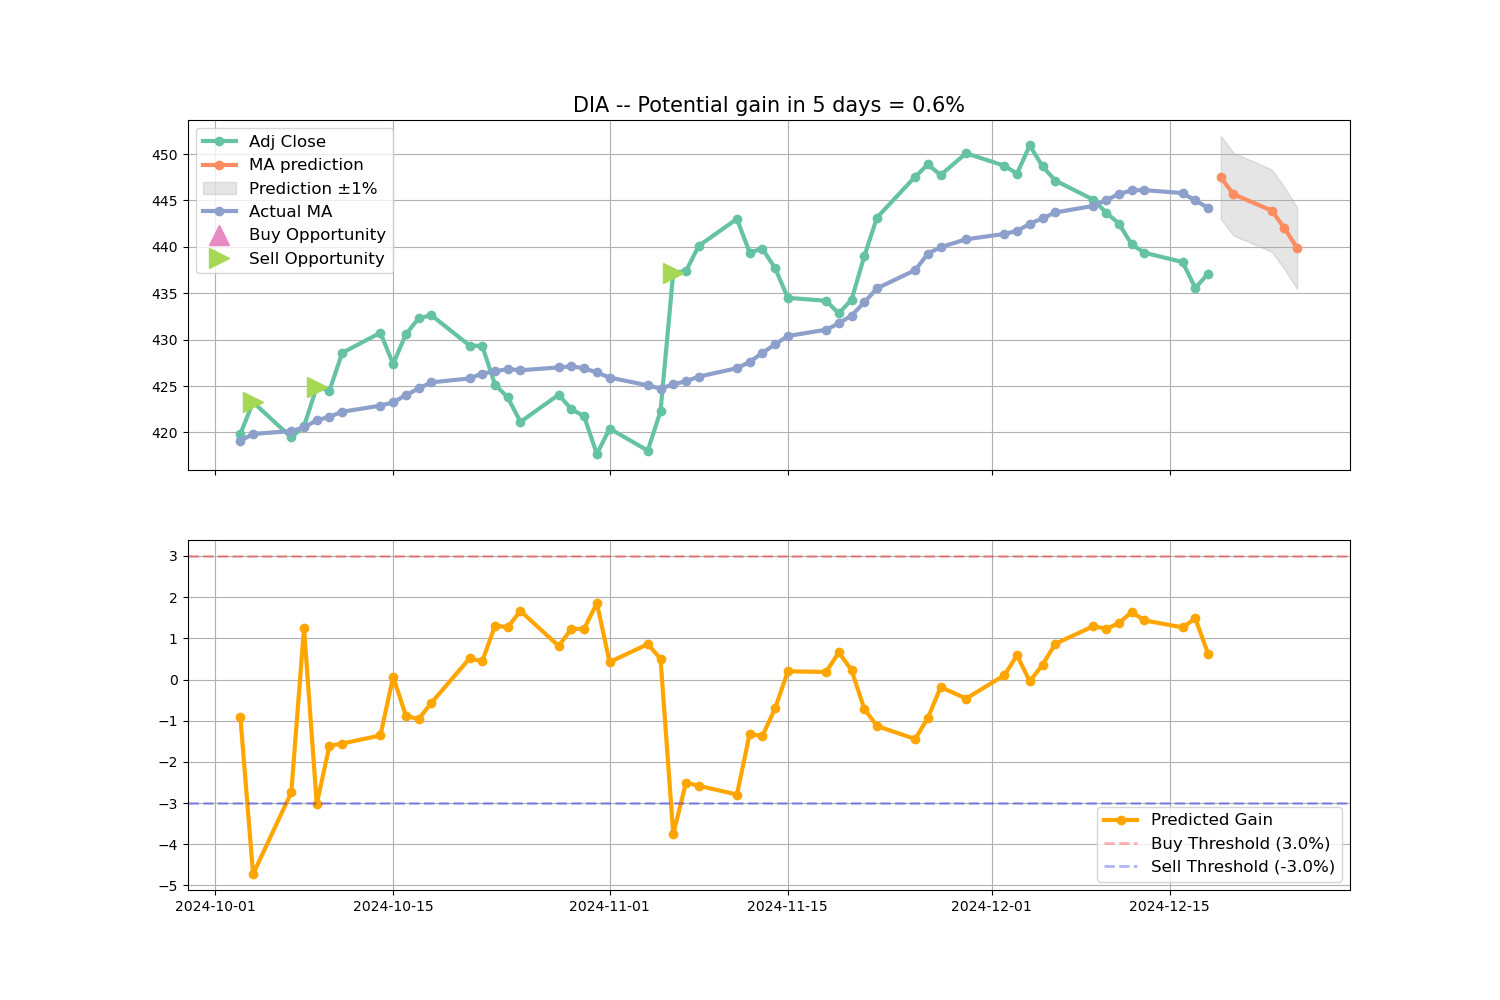 DIA -- Potential gain in 5 days = 0.6%
Adj Close
MA prediction
Prediction ±1%
Actual MA
Buy Opportunity
Sell Opportunity
450
445
440
435
430
425
420
3
2
1
0
−1
−2
−3
−4
−5
Predicted Gain
Buy Threshold (3.0%)
Sell Threshold (-3.0%)
2024-10-01 2024-10-15 2024-11-01 2024-11-15 2024-12-01 2024-12-15